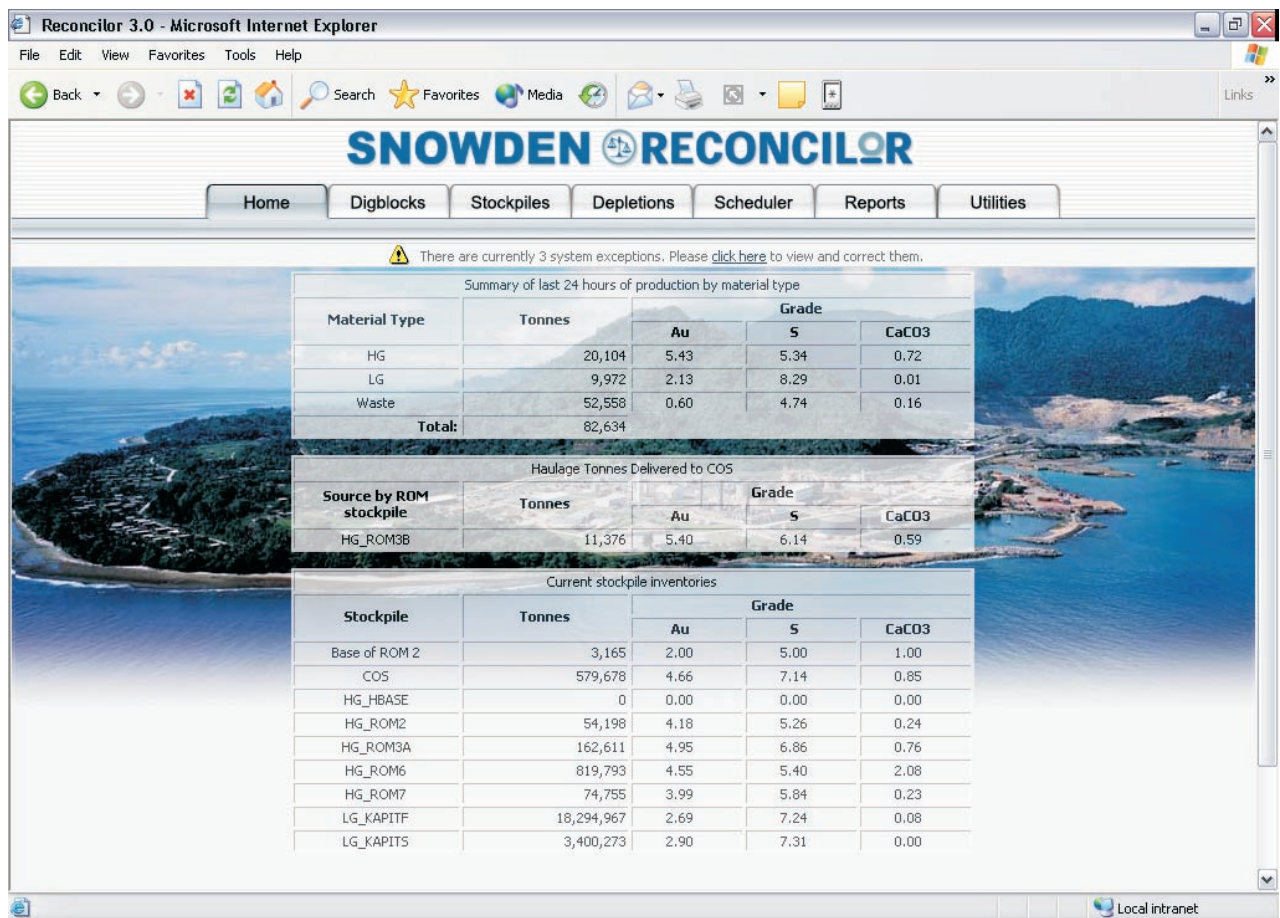 Reconcilor 3.0 - Microsoft Internet Explorer
File Edit View Favorites Tools Help
Back Search Favorites Media Links
SNOWDEN RECONCILOR
Home Digblocks Stockpiles Depletions Scheduler Reports Utilities
There are currently 3 system exceptions. Please click here to view and correct them.
Summary of last 24 hours of production by material type
Material Type Tonnes Grade
Au S CaCO3
HG 20,104 5.43 5.34 0.72
LG 9,972 2.13 8.29 0.01
Waste 52,558 0.60 4.74 0.16
Total: 82,634
Haulage Tonnes Delivered to COS
Source by ROM stockpile Tonnes Grade
Au S CaCO3
HG_ROM3B 11,376 5.40 6.14 0.59
Current stockpile inventories
Stockpile Tonnes Grade
Au S CaCO3
Base of ROM 2 3,165 2.00 5.00 1.00
COS 579,678 4.66 7.14 0.85
HG_HBASE 0 0.00 0.00 0.00
HG_ROM2 54,198 4.18 5.26 0.24
HG_ROM3A 162,611 4.95 6.86 0.76
HG_ROM6 819,793 4.55 5.40 2.08
HG_ROM7 74,755 3.99 5.84 0.23
LG_KAPITF 18,294,967 2.69 7.24 0.08
LG_KAPITS 3,400,273 2.90 7.31 0.00
Local intranet